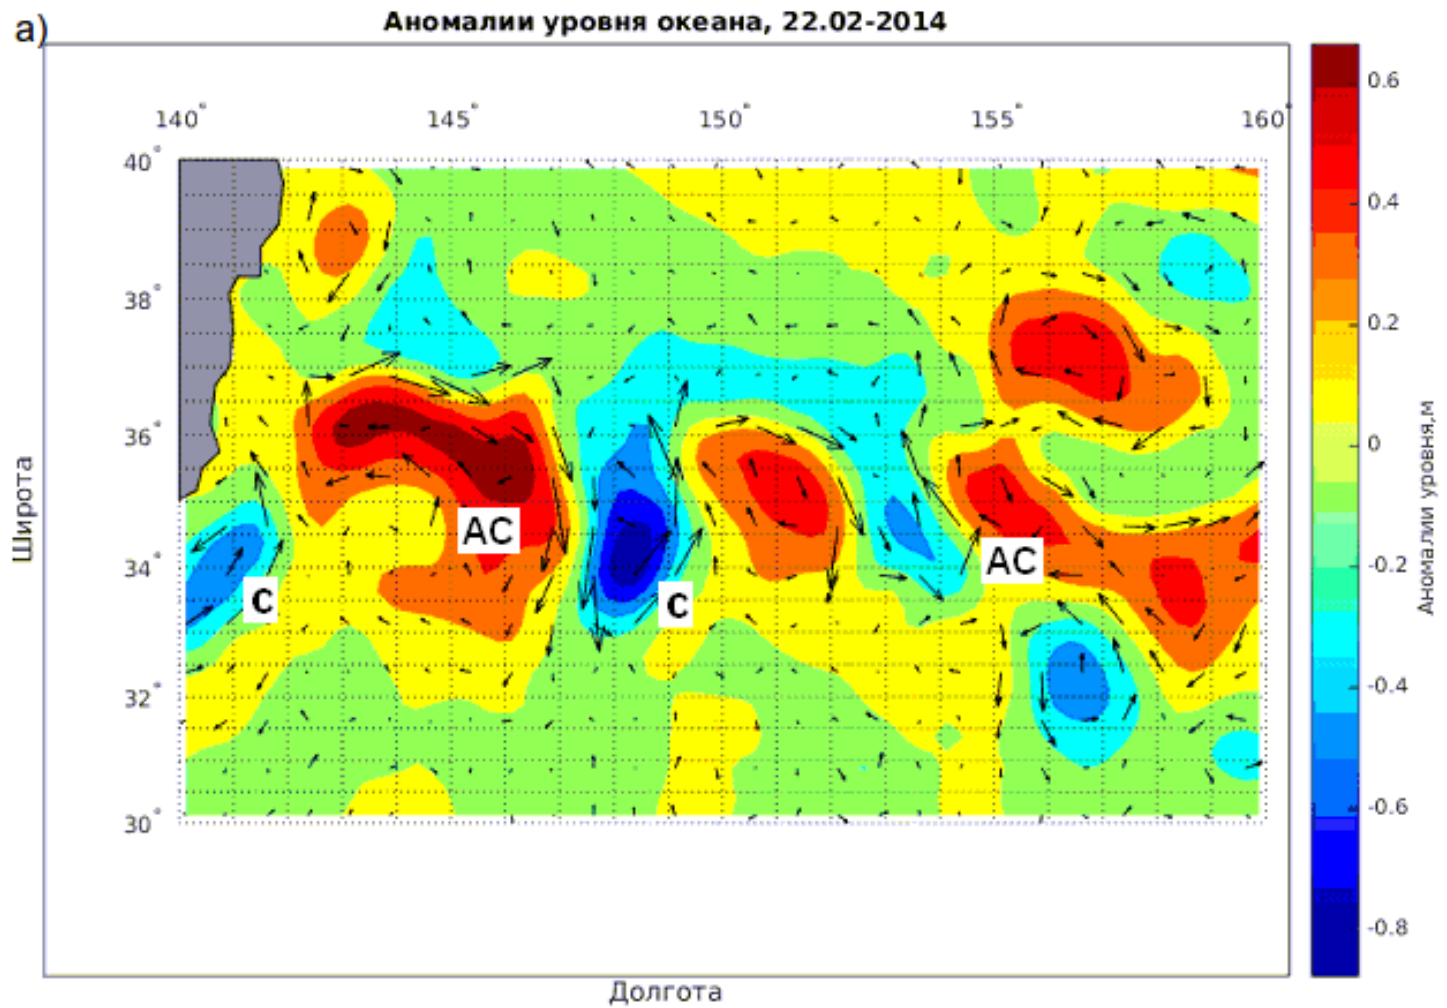 а)
Аномалии уровня океана, 22.02-2014
140° 145° 150° 155° 160°
40°
38°
36°
34°
32°
30°
Широта
Долгота
АС
С
С
АС
0.6
0.4
0.2
0
-0.2
-0.4
-0.6
-0.8
Аномалии уровня,м